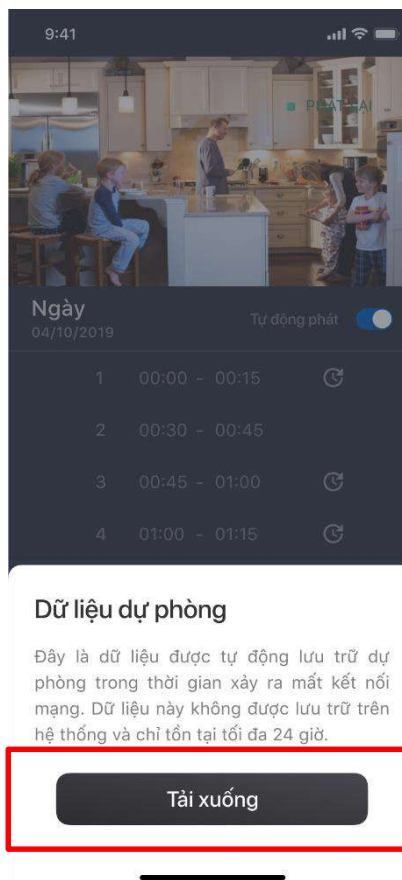 9:41
PHÁT LẠI
Ngày
04/10/2019
Tự động phát
1 00:00 - 00:15
2 00:30 - 00:45
3 00:45 - 01:00
4 01:00 - 01:15
Dữ liệu dự phòng
Đây là dữ liệu được tự động lưu trữ dự
phòng trong thời gian xảy ra mất kết nối
mạng. Dữ liệu này không được lưu trữ trên
hệ thống và chỉ tồn tại tối đa 24 giờ.
Tải xuống